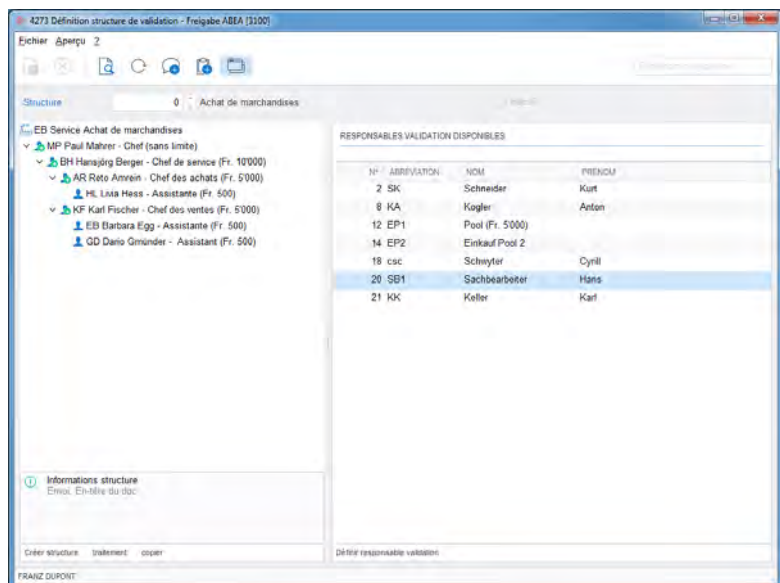 4273 Définition structure de validation - Freigabe ABEA [3100]
Fichier Aperçu ?
Structure 0 Achat de marchandises
EB Service Achat de marchandises
MP Paul Mahrer - Chef (sans limite)
BH Hansjörg Berger - Chef de service (Fr. 10'000)
AR Reto Amrein - Chef des achats (Fr. 5'000)
HL Livia Hess - Assistante (Fr. 500)
KF Karl Fischer - Chef des ventes (Fr. 5'000)
EB Barbara Egg - Assistante (Fr. 500)
GD Dario Gmünder - Assistant (Fr. 500)
Informations structure
Envoi, En-tête du doc
Créer structure traitement copier
RESPONSABLES VALIDATION DISPONIBLES
N° ABREVIATION NOM PRENOM
2 SK Schneider Kurt
8 KA Kogler Anton
12 EP1 Pool (Fr. 5'000)
14 EP2 Einkauf Pool 2
18 csc Schwyter Cyrill
20 SB1 Sachbearbeiter Hans
21 KK Keller Karl
Définir responsable validation
FRANZ DUPONT